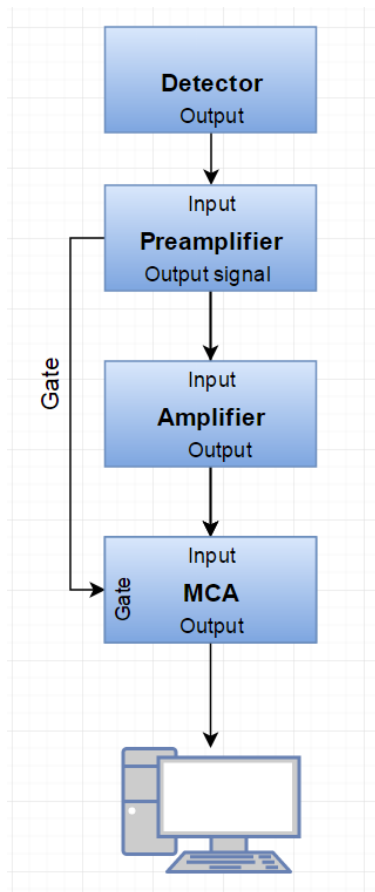 Detector
Output
Input
Preamplifier
Output signal
Gate
Input
Amplifier
Output
Input
Gate
MCA
Output